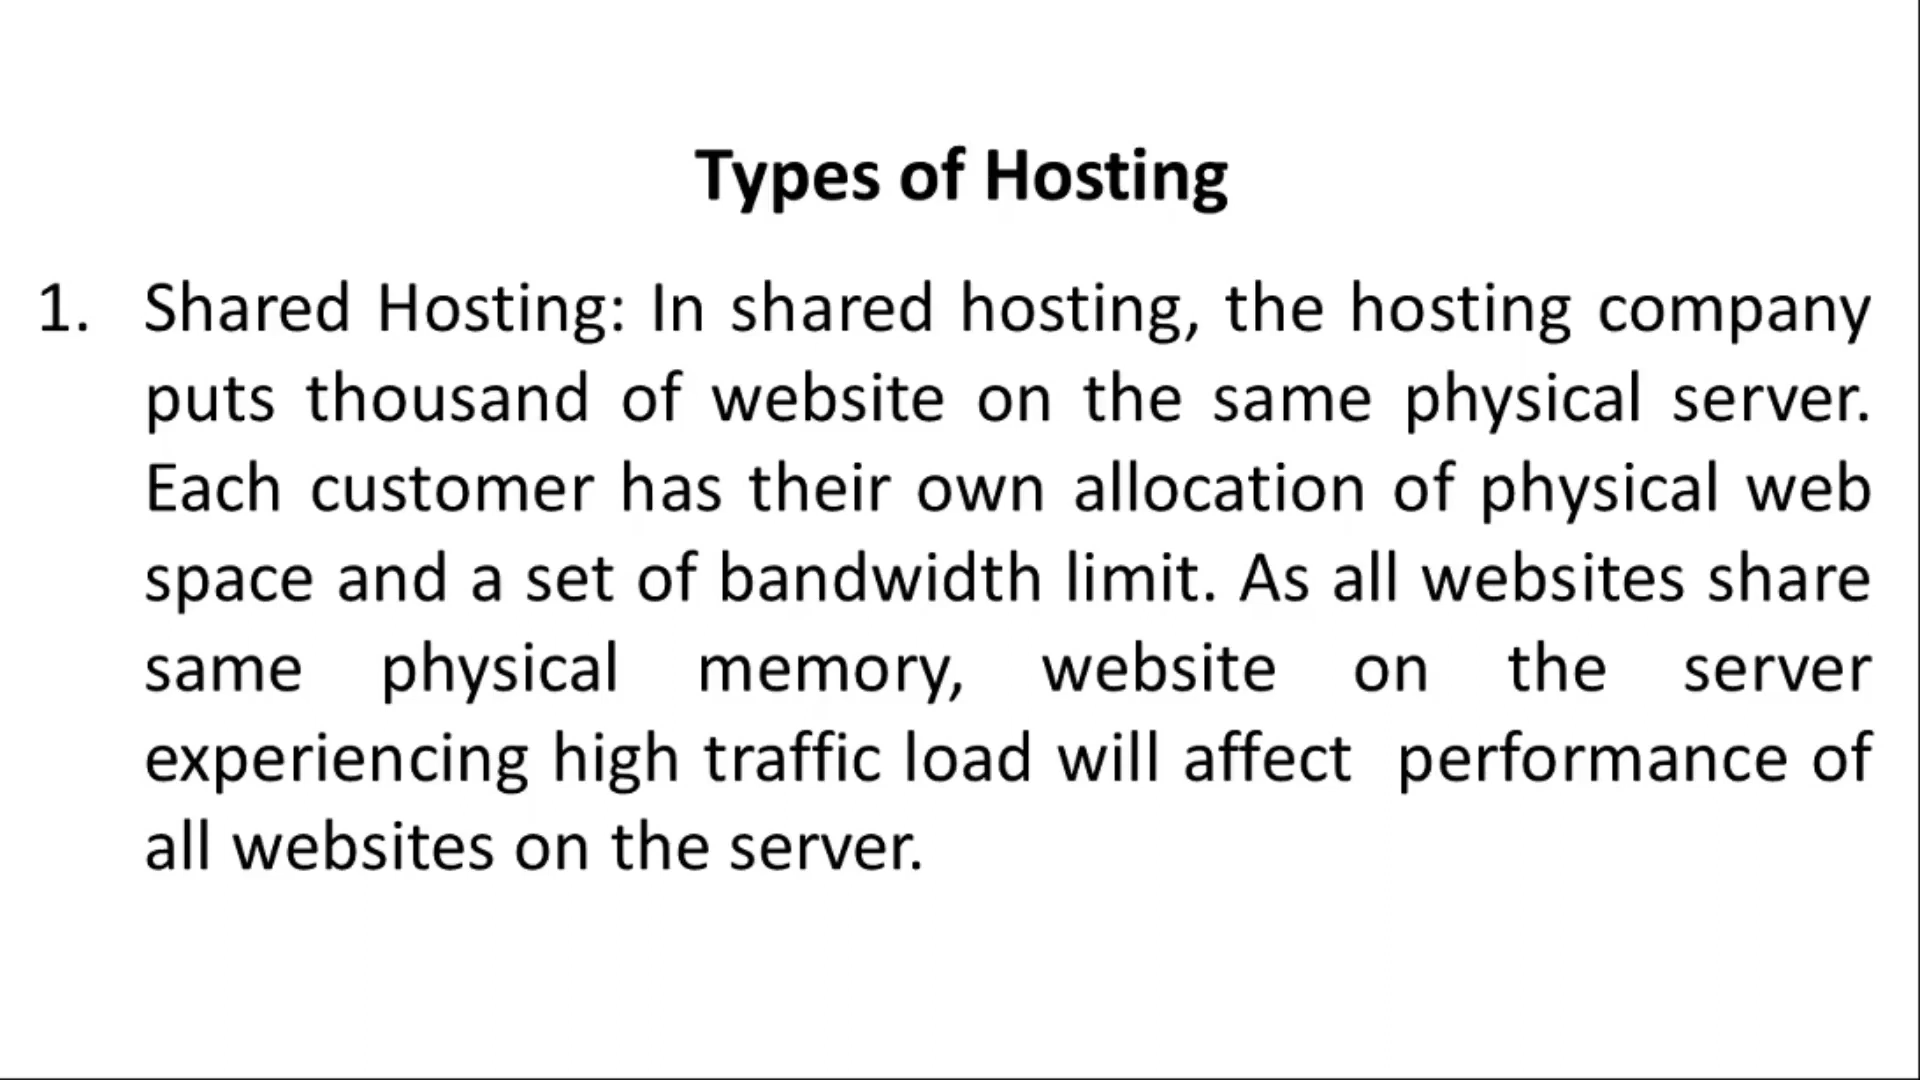 Types of Hosting
1. Shared Hosting: In shared hosting, the hosting company
puts thousand of website on the same physical server.
Each customer has their own allocation of physical web
space and a set of bandwidth limit. As all websites share
same physical memory, website on the server
experiencing high traffic load will affect performance of
all websites on the server.